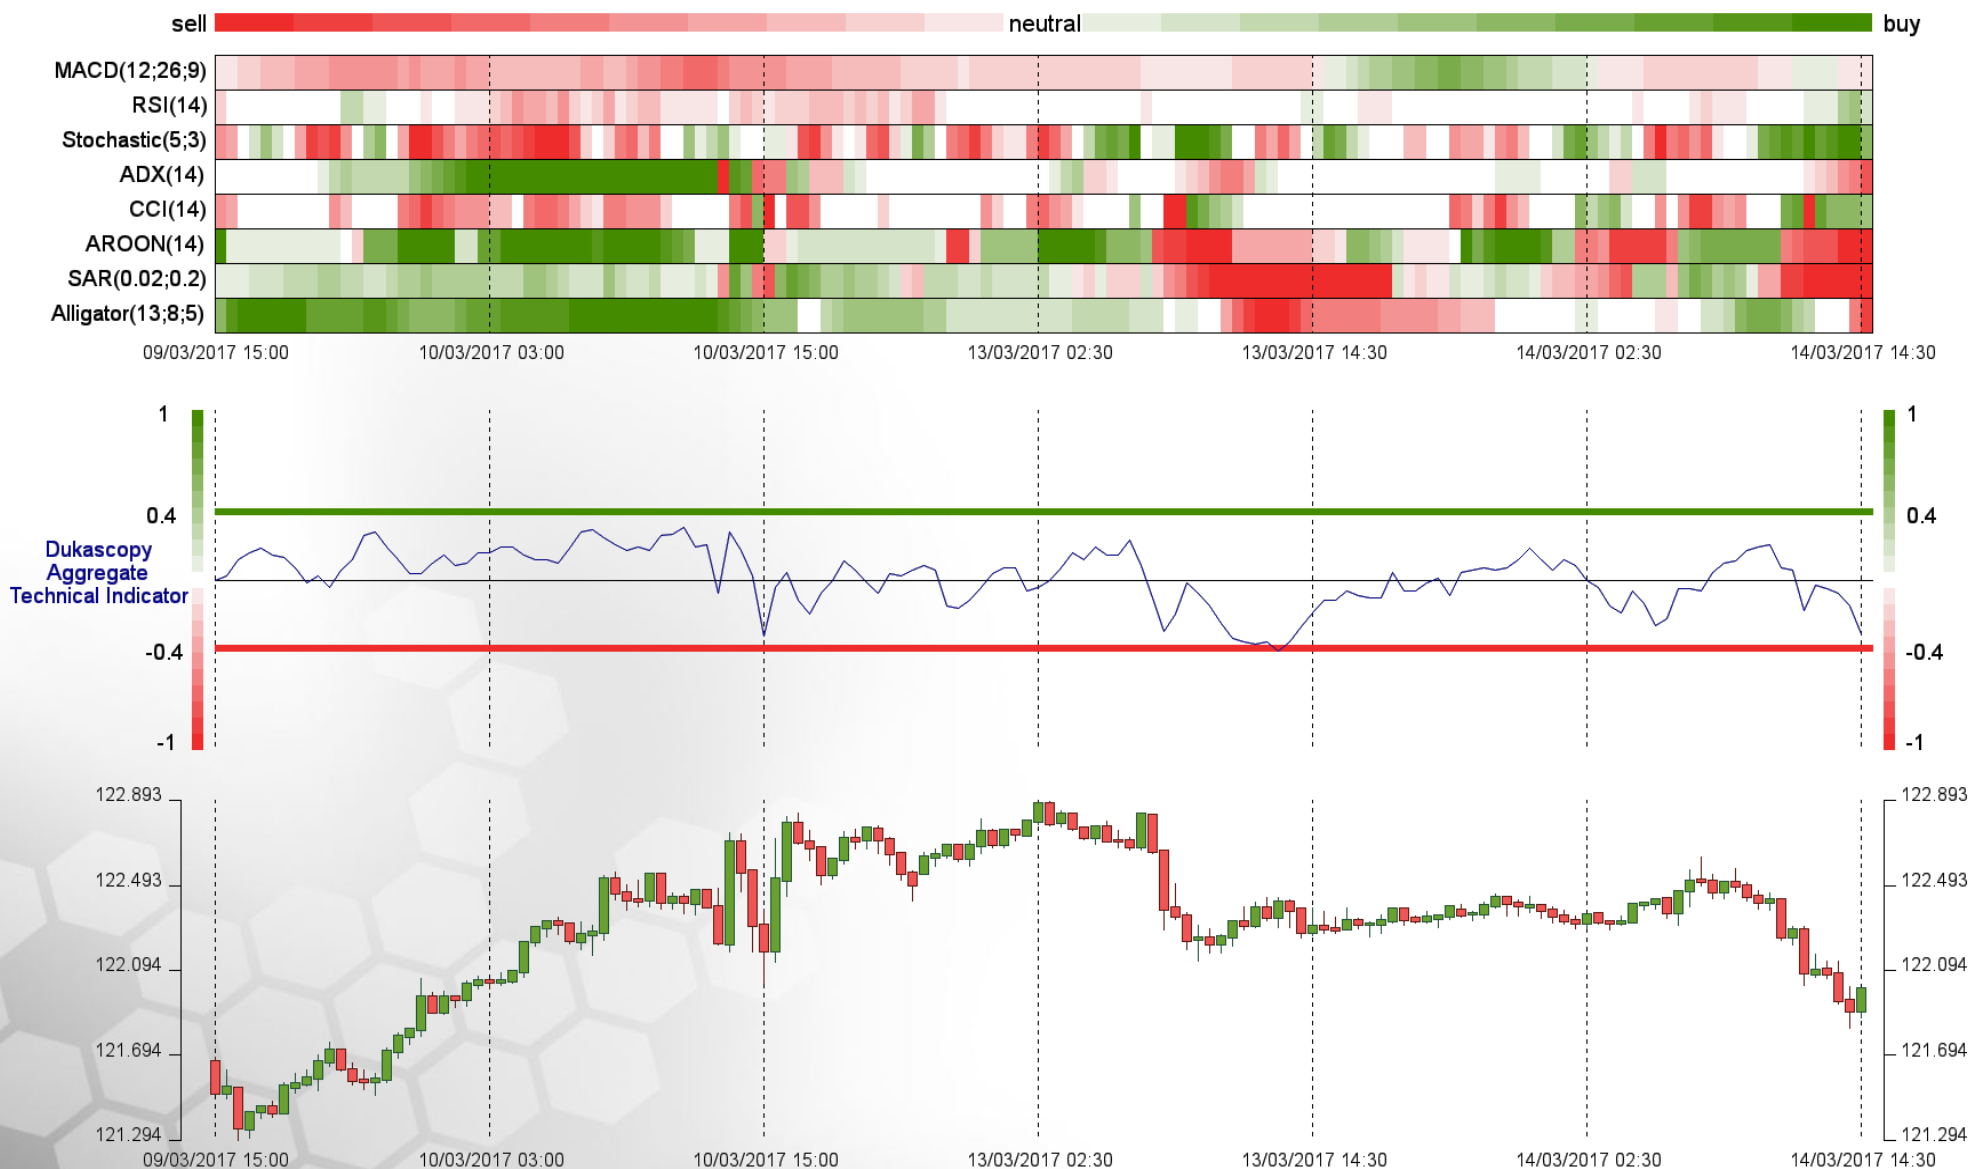 sell neutral buy
MACD(12;26;9)
RSI(14)
Stochastic(5;3)
ADX(14)
CCI(14)
AROON(14)
SAR(0.02;0.2)
Alligator(13;8;5)
09/03/2017 15:00 10/03/2017 03:00 10/03/2017 15:00 13/03/2017 02:30 13/03/2017 14:30 14/03/2017 02:30 14/03/2017 14:30
1 1
0.4 0.4
Dukascopy
Aggregate
Technical Indicator
-0.4 -0.4
-1 -1
122.893 122.893
122.493 122.493
122.094 122.094
121.694 121.694
121.294 121.294
09/03/2017 15:00 10/03/2017 03:00 10/03/2017 15:00 13/03/2017 02:30 13/03/2017 14:30 14/03/2017 02:30 14/03/2017 14:30